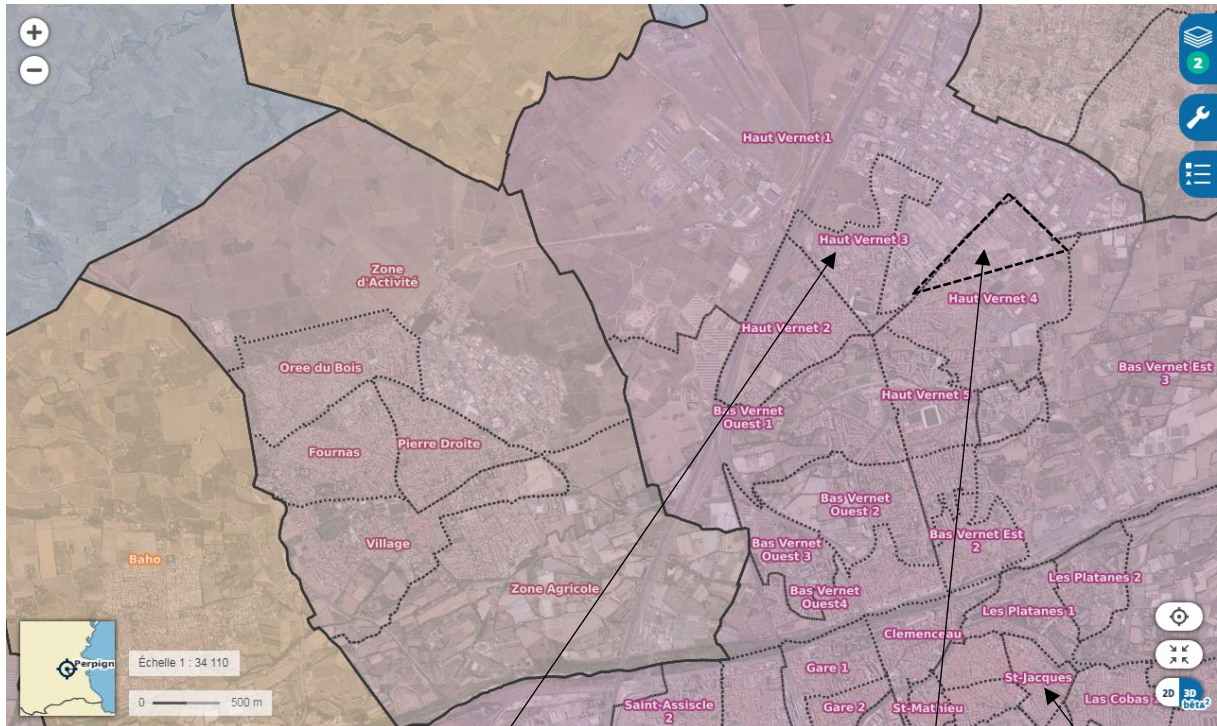 +
−
2
Haut Vernet 1
Haut Vernet 3
Zone
d'Activité
Haut Vernet 4
Haut Vernet 2
Oree du Bois
Bas Vernet Est
3
Haut Vernet 5
Bas Vernet
Ouest 1
Pierre Droite
Fournas
Bas Vernet
Ouest 2
Village
Bas Vernet Est
2
Bas Vernet
Ouest 3
Baho
Zone Agricole
Les Platanes 2
Bas Vernet
Ouest4
Les Platanes 1
Clemenceau
Perpign
Échelle 1 : 34 110
Gare 1
St-Jacques
0 500 m
Saint-Assiscle
2
Gare 2
St-Mathieu
Las Cobas
2D 3D
bêta²